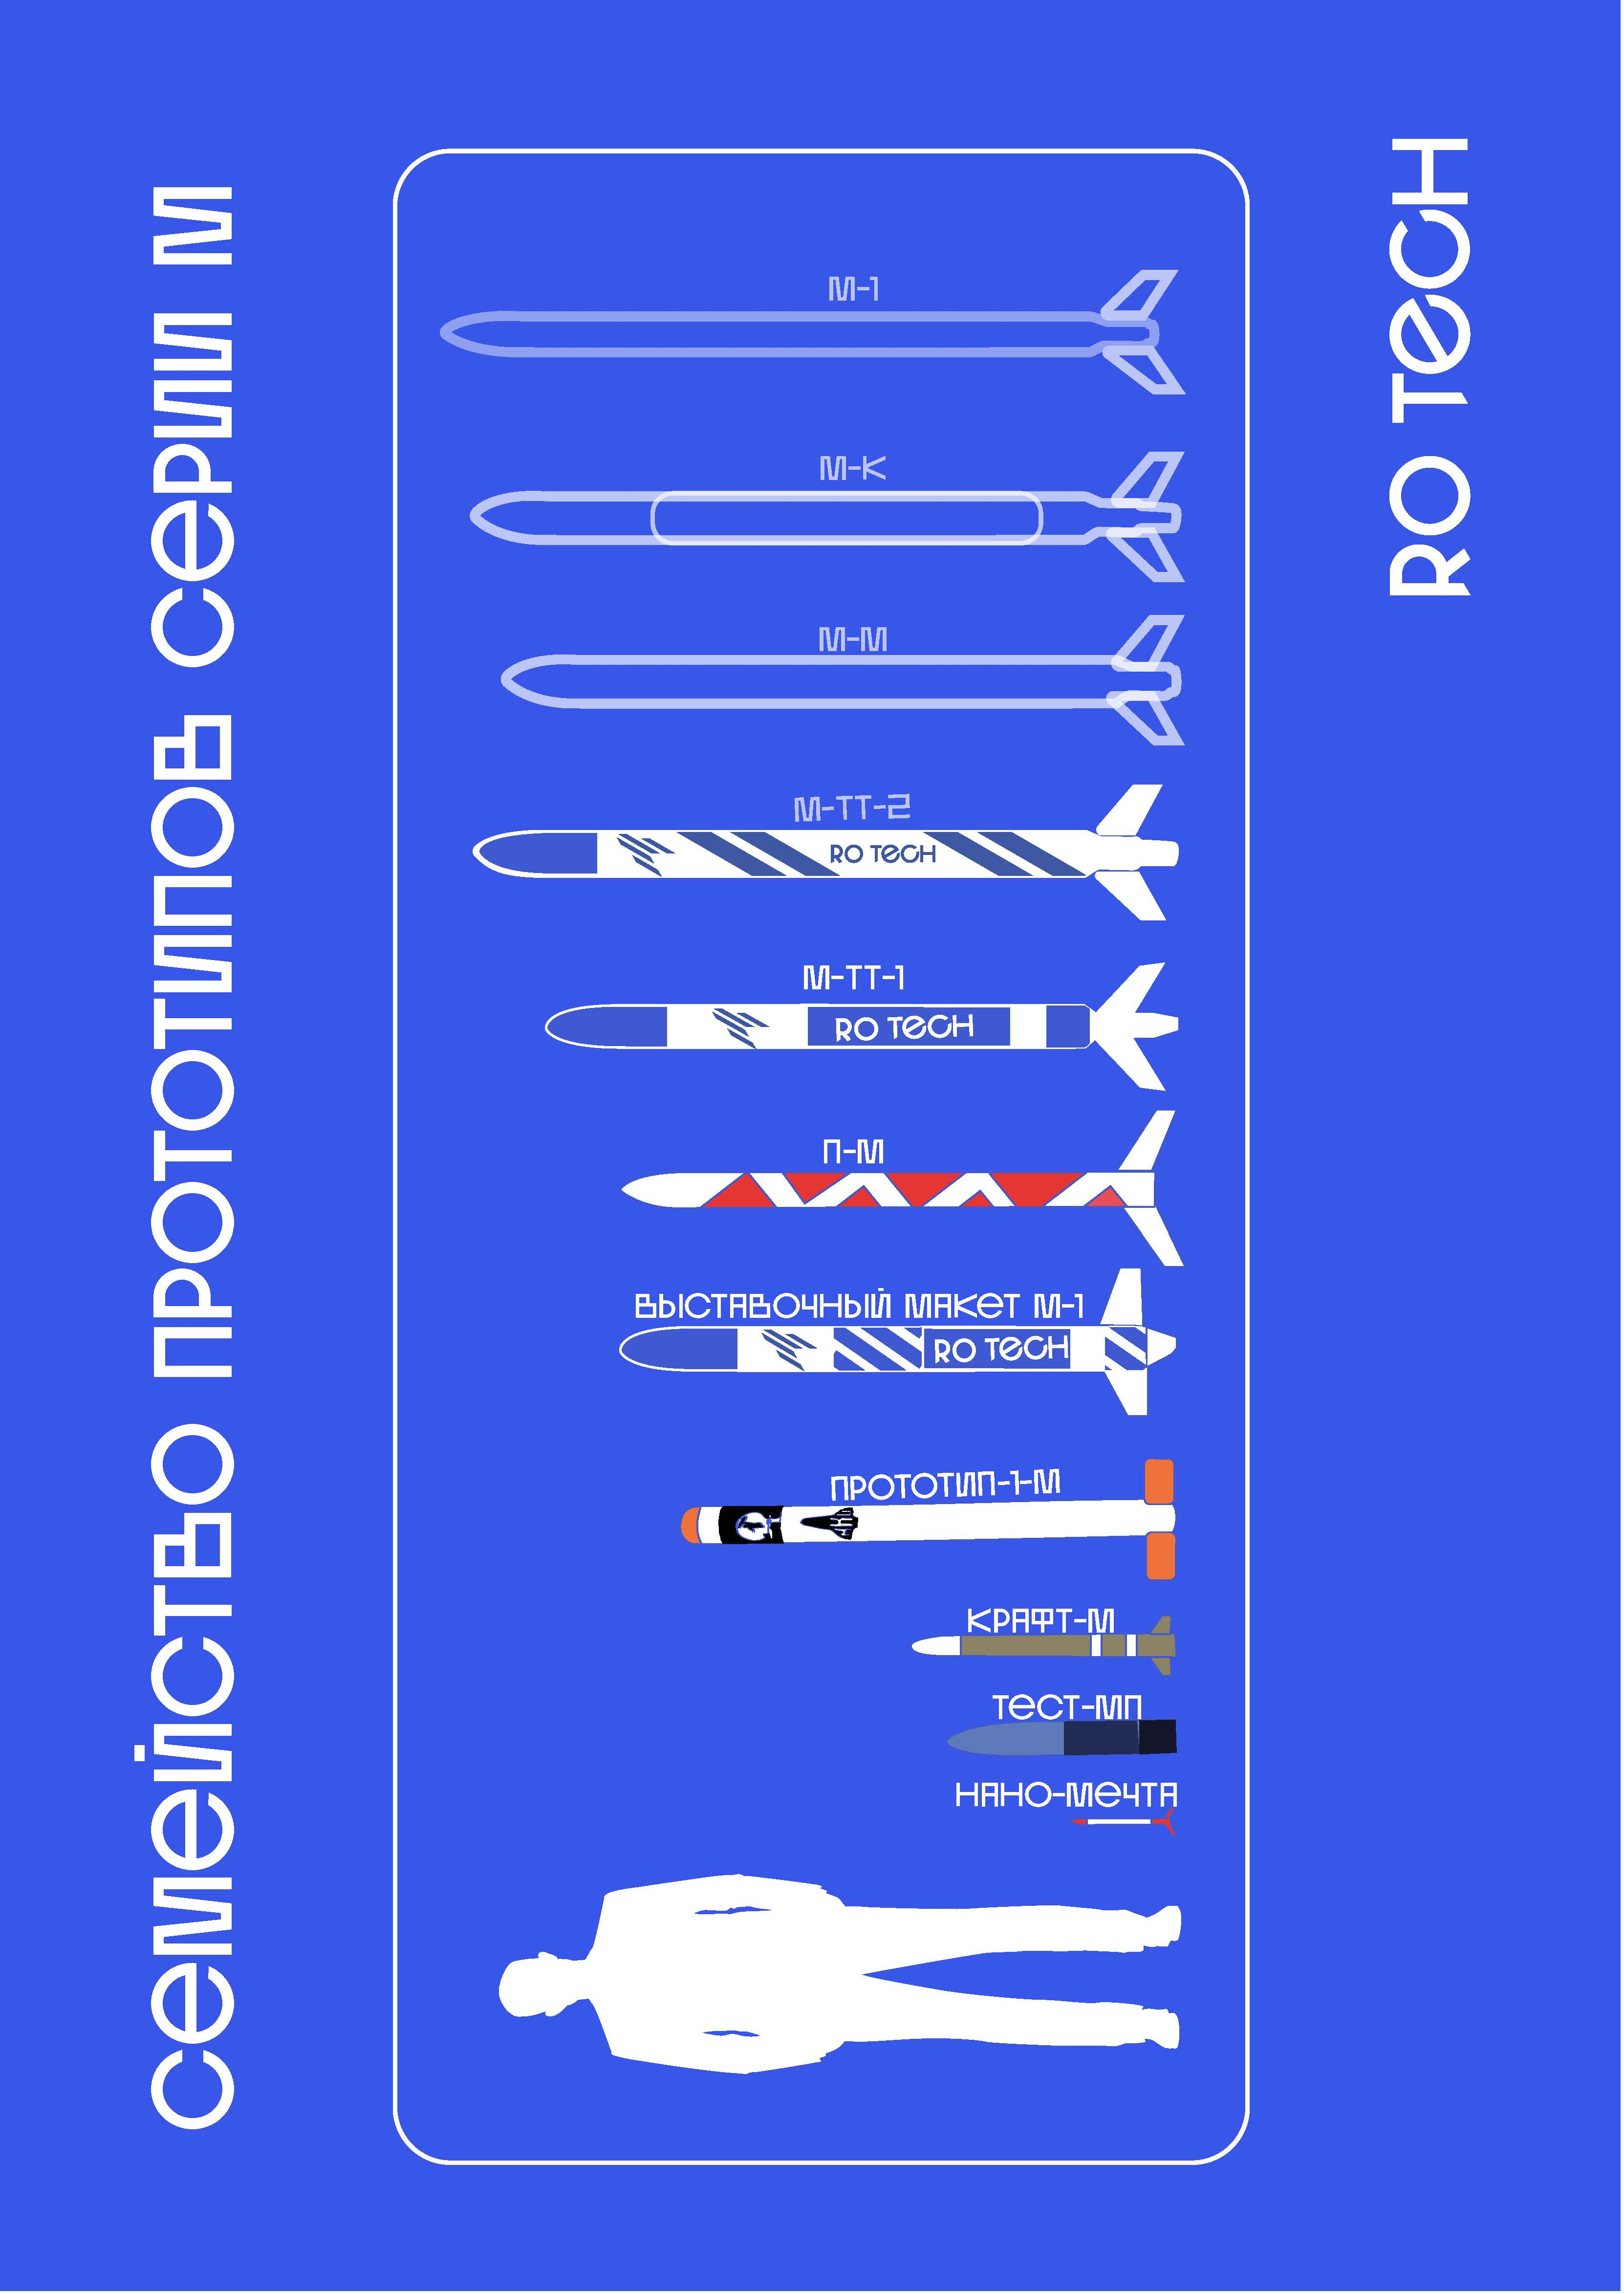 СЕМЕЙСТВО ПРОТОТИПОВ СЕРИИ М
М-1
М-К
М-М
М-ТТ-2
RO TECH
М-ТТ-1
RO TECH
П-М
ВЫСТАВОЧНЫЙ МАКЕТ М-1
RO TECH
ПРОТОТИП-1-М
КРАФТ-М
ТЕСТ-МП
НАНО-МЕЧТА
RO TECH